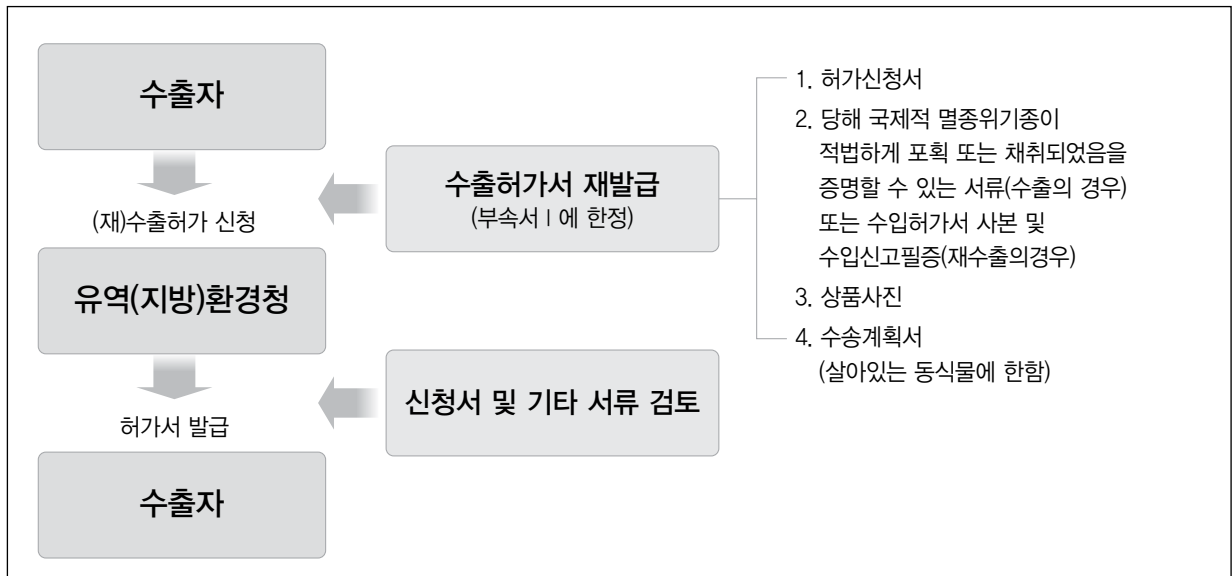 수출자
(재)수출허가 신청
유역(지방)환경청
허가서 발급
수출자
수출허가서 재발급
(부속서Ⅰ에 한정)
신청서 및 기타 서류 검토
1. 허가신청서
2. 당해 국제적 멸종위기종이
적법하게 포획 또는 채취되었음을
증명할 수 있는 서류(수출의 경우)
또는 수입허가서 사본 및
수입신고필증(재수출의경우)
3. 상품사진
4. 수송계획서
(살아있는 동식물에 한함)